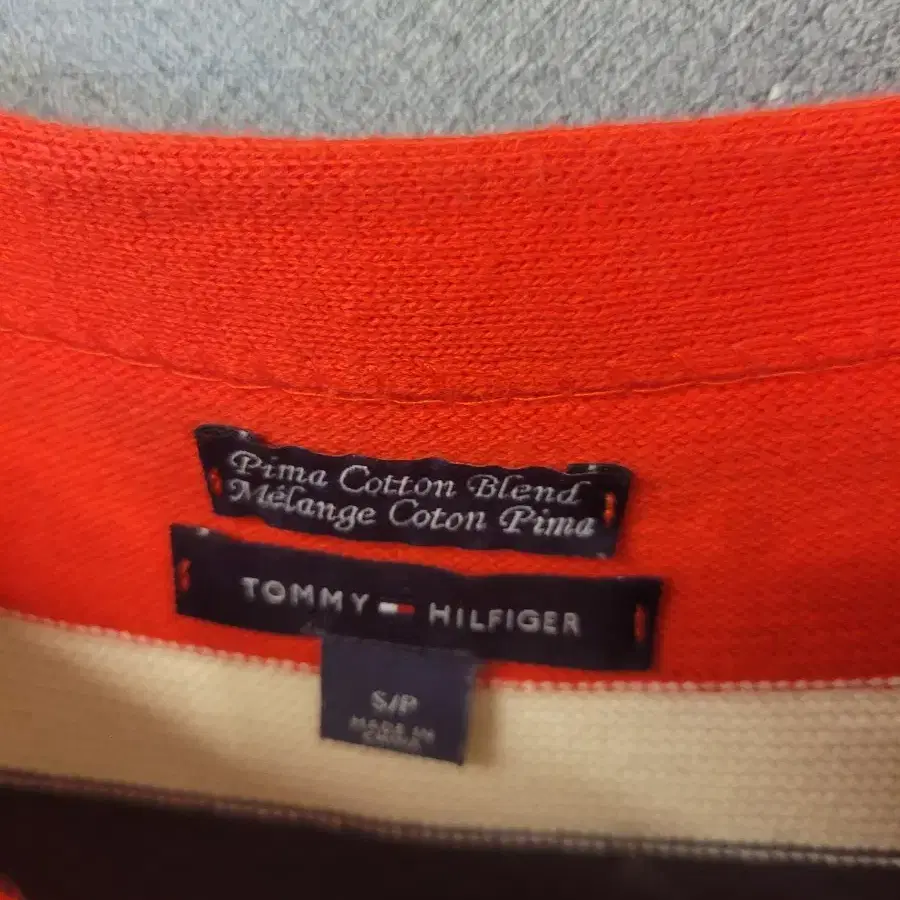 Pima Cotton Blend
Mélange Coton Pima
TOMMY HILFIGER
S/P
MADE IN
CHINA